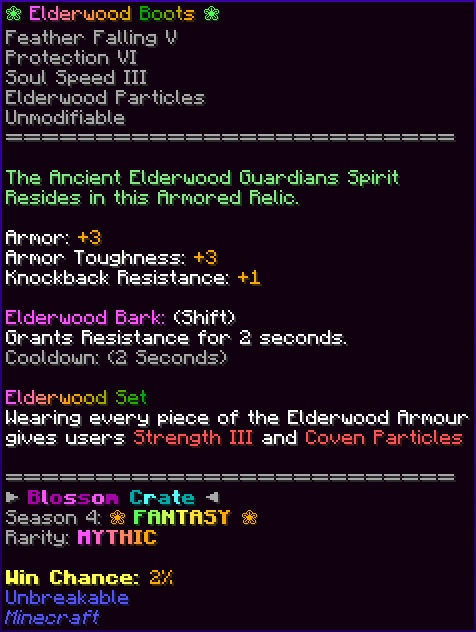 ❀ Elderwood Boots ❀
Feather Falling V
Protection VI
Soul Speed III
Elderwood Particles
Unmodifiable
==============================
The Ancient Elderwood Guardians Spirit
Resides in this Armored Relic.
Armor: +3
Armor Toughness: +3
Knockback Resistance: +1
Elderwood Bark: (Shift)
Grants Resistance for 2 seconds.
Cooldown: (2 Seconds)
Elderwood Set
Wearing every piece of the Elderwood Armour
gives users Strength III and Coven Particles
==============================
► Blossom Crate ◄
Season 4: ❀ FANTASY ❀
Rarity: MYTHIC
Win Chance: 2%
Unbreakable
Minecraft